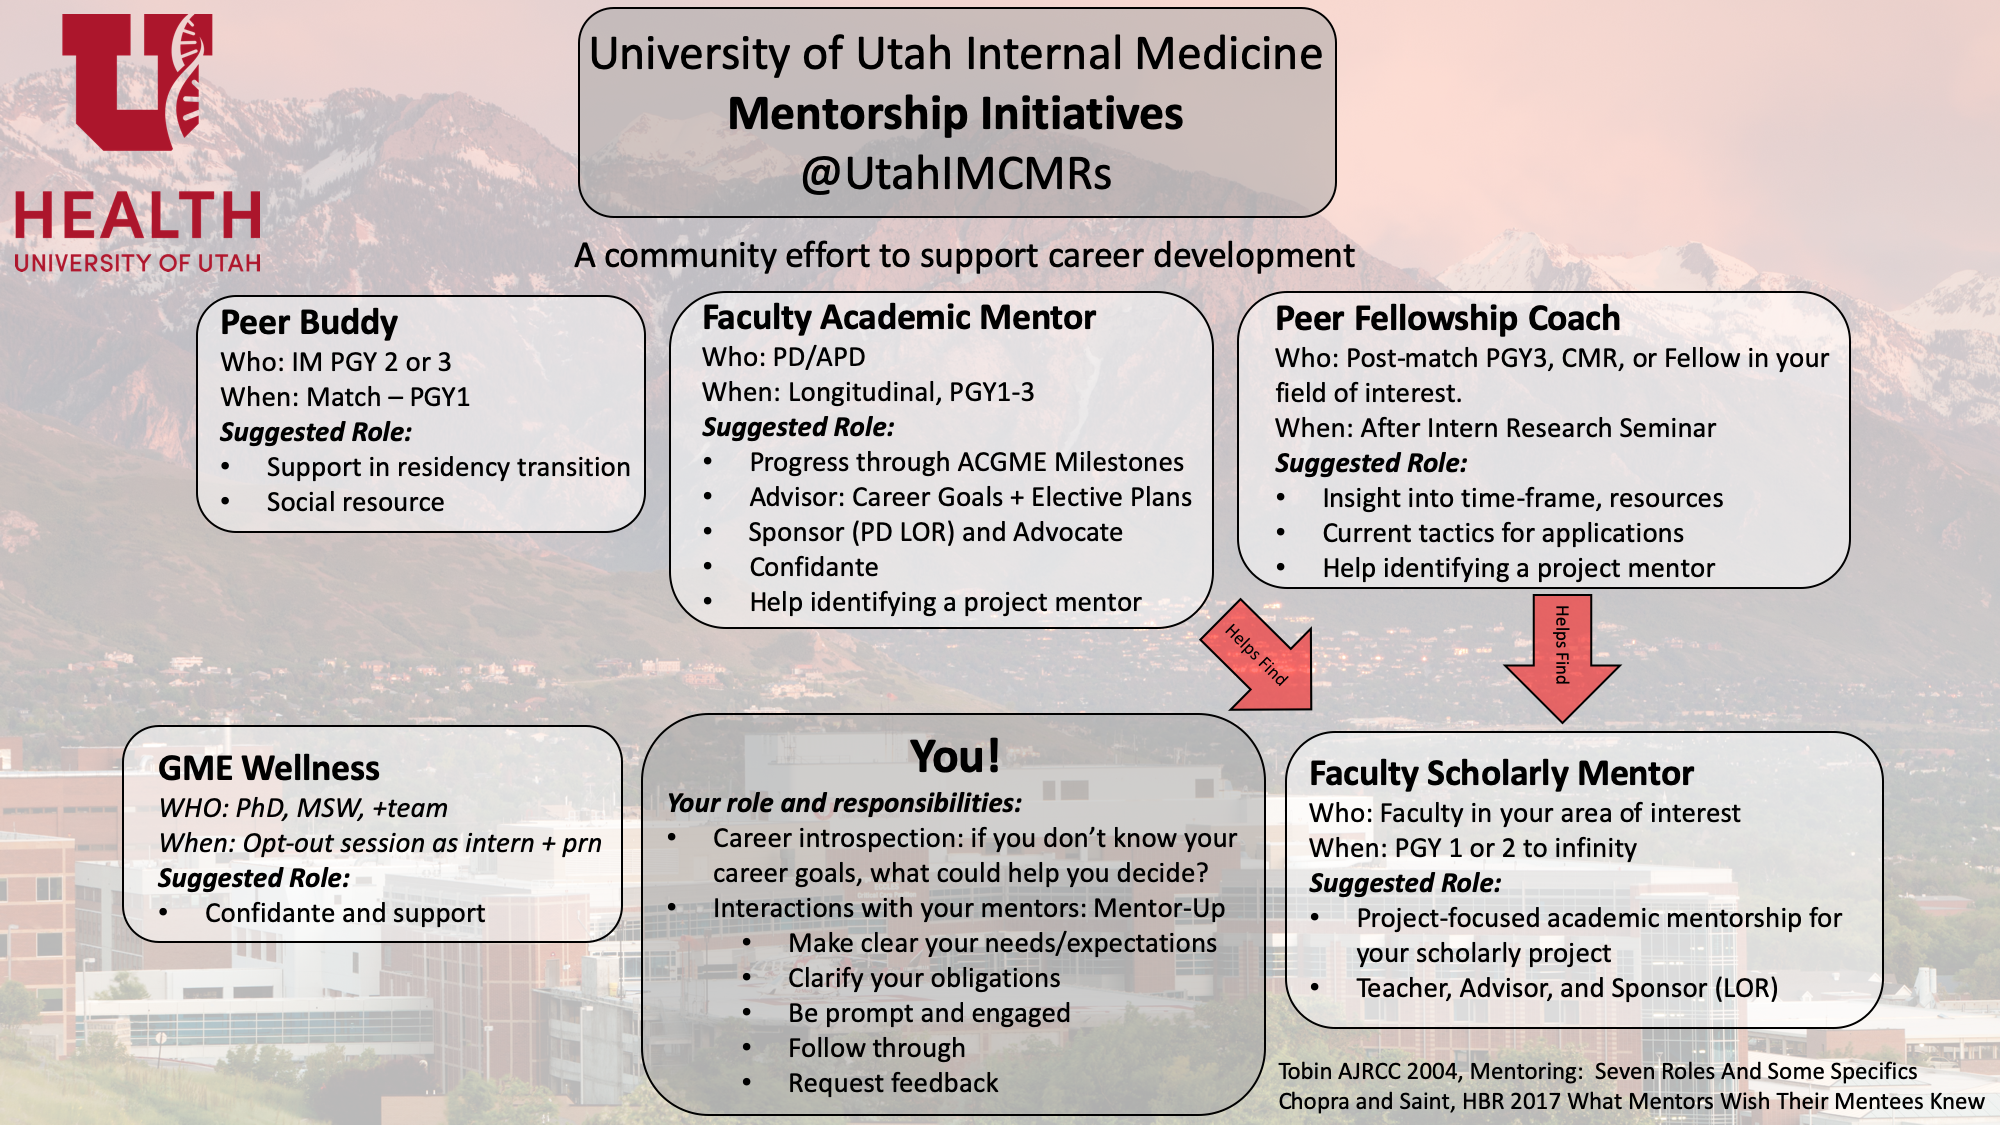 HEALTH
UNIVERSITY OF UTAH
University of Utah Internal Medicine
Mentorship Initiatives
@UtahIMCMRs
A community effort to support career development
Peer Buddy
Who: IM PGY 2 or 3
When: Match – PGY1
Suggested Role:
• Support in residency transition
• Social resource
Faculty Academic Mentor
Who: PD/APD
When: Longitudinal, PGY1-3
Suggested Role:
• Progress through ACGME Milestones
• Advisor: Career Goals + Elective Plans
• Sponsor (PD LOR) and Advocate
• Confidante
• Help identifying a project mentor
Peer Fellowship Coach
Who: Post-match PGY3, CMR, or Fellow in your
field of interest.
When: After Intern Research Seminar
Suggested Role:
• Insight into time-frame, resources
• Current tactics for applications
• Help identifying a project mentor
Helps Find
Helps Find
GME Wellness
WHO: PhD, MSW, +team
When: Opt-out session as intern + prn
Suggested Role:
• Confidante and support
You!
Your role and responsibilities:
• Career introspection: if you don’t know your
career goals, what could help you decide?
• Interactions with your mentors: Mentor-Up
• Make clear your needs/expectations
• Clarify your obligations
• Be prompt and engaged
• Follow through
• Request feedback
Faculty Scholarly Mentor
Who: Faculty in your area of interest
When: PGY 1 or 2 to infinity
Suggested Role:
• Project-focused academic mentorship for
your scholarly project
• Teacher, Advisor, and Sponsor (LOR)
Tobin AJRCC 2004, Mentoring: Seven Roles And Some Specifics
Chopra and Saint, HBR 2017 What Mentors Wish Their Mentees Knew